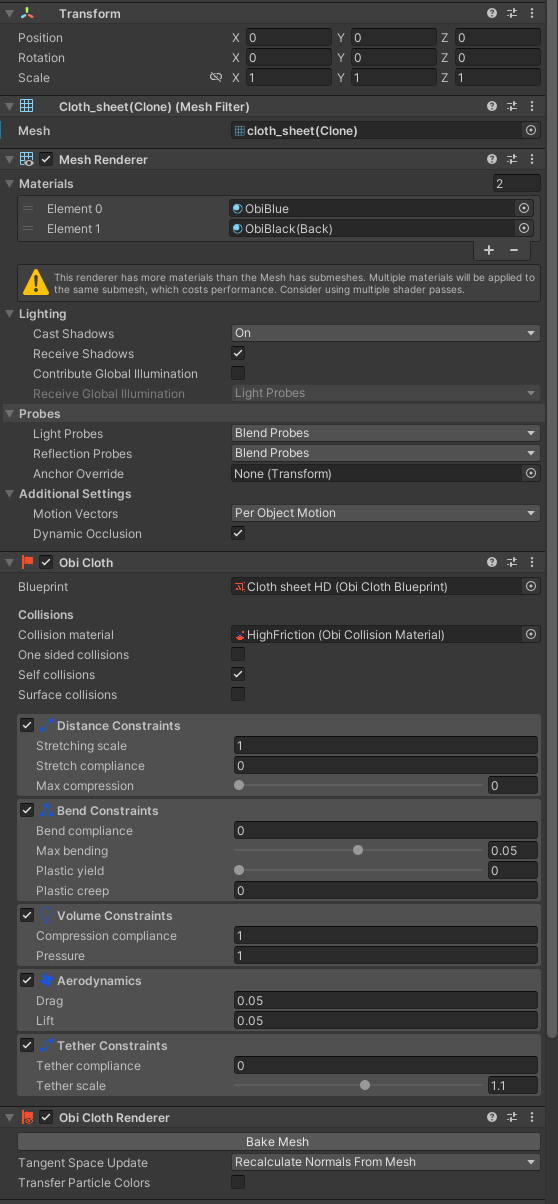 Transform
Position X 0 Y 0 Z 0
Rotation X 0 Y 0 Z 0
Scale X 1 Y 1 Z 1
Cloth_sheet(Clone) (Mesh Filter)
Mesh cloth_sheet(Clone)
Mesh Renderer
Materials 2
Element 0 ObiBlue
Element 1 ObiBlack(Back)
This renderer has more materials than the Mesh has submeshes. Multiple materials will be applied to
the same submesh, which costs performance. Consider using multiple shader passes.
Lighting
Cast Shadows On
Receive Shadows
Contribute Global Illumination
Receive Global Illumination Light Probes
Probes
Light Probes Blend Probes
Reflection Probes Blend Probes
Anchor Override None (Transform)
Additional Settings
Motion Vectors Per Object Motion
Dynamic Occlusion
Obi Cloth
Blueprint Cloth sheet HD (Obi Cloth Blueprint)
Collisions
Collision material HighFriction (Obi Collision Material)
One sided collisions
Self collisions
Surface collisions
Distance Constraints
Stretching scale 1
Stretch compliance 0
Max compression 0
Bend Constraints
Bend compliance 0
Max bending 0.05
Plastic yield 0
Plastic creep 0
Volume Constraints
Compression compliance 1
Pressure 1
Aerodynamics
Drag 0.05
Lift 0.05
Tether Constraints
Tether compliance 0
Tether scale 1.1
Obi Cloth Renderer
Bake Mesh
Tangent Space Update Recalculate Normals From Mesh
Transfer Particle Colors